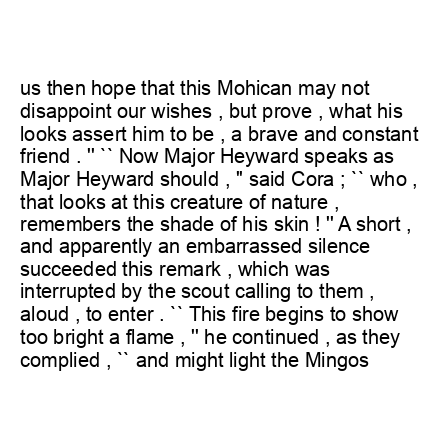 us then hope that this Mohican may not
disappoint our wishes , but prove , what his
looks assert him to be , a brave and constant
friend . '' `` Now Major Heyward speaks as
Major Heyward should , '' said Cora ; `` who ,
that looks at this creature of nature ,
remembers the shade of his skin ! '' A short ,
and apparently an embarrassed silence
succeeded this remark , which was
interrupted by the scout calling to them ,
aloud , to enter . `` This fire begins to show
too bright a flame , '' he continued , as they
complied , `` and might light the Mingos